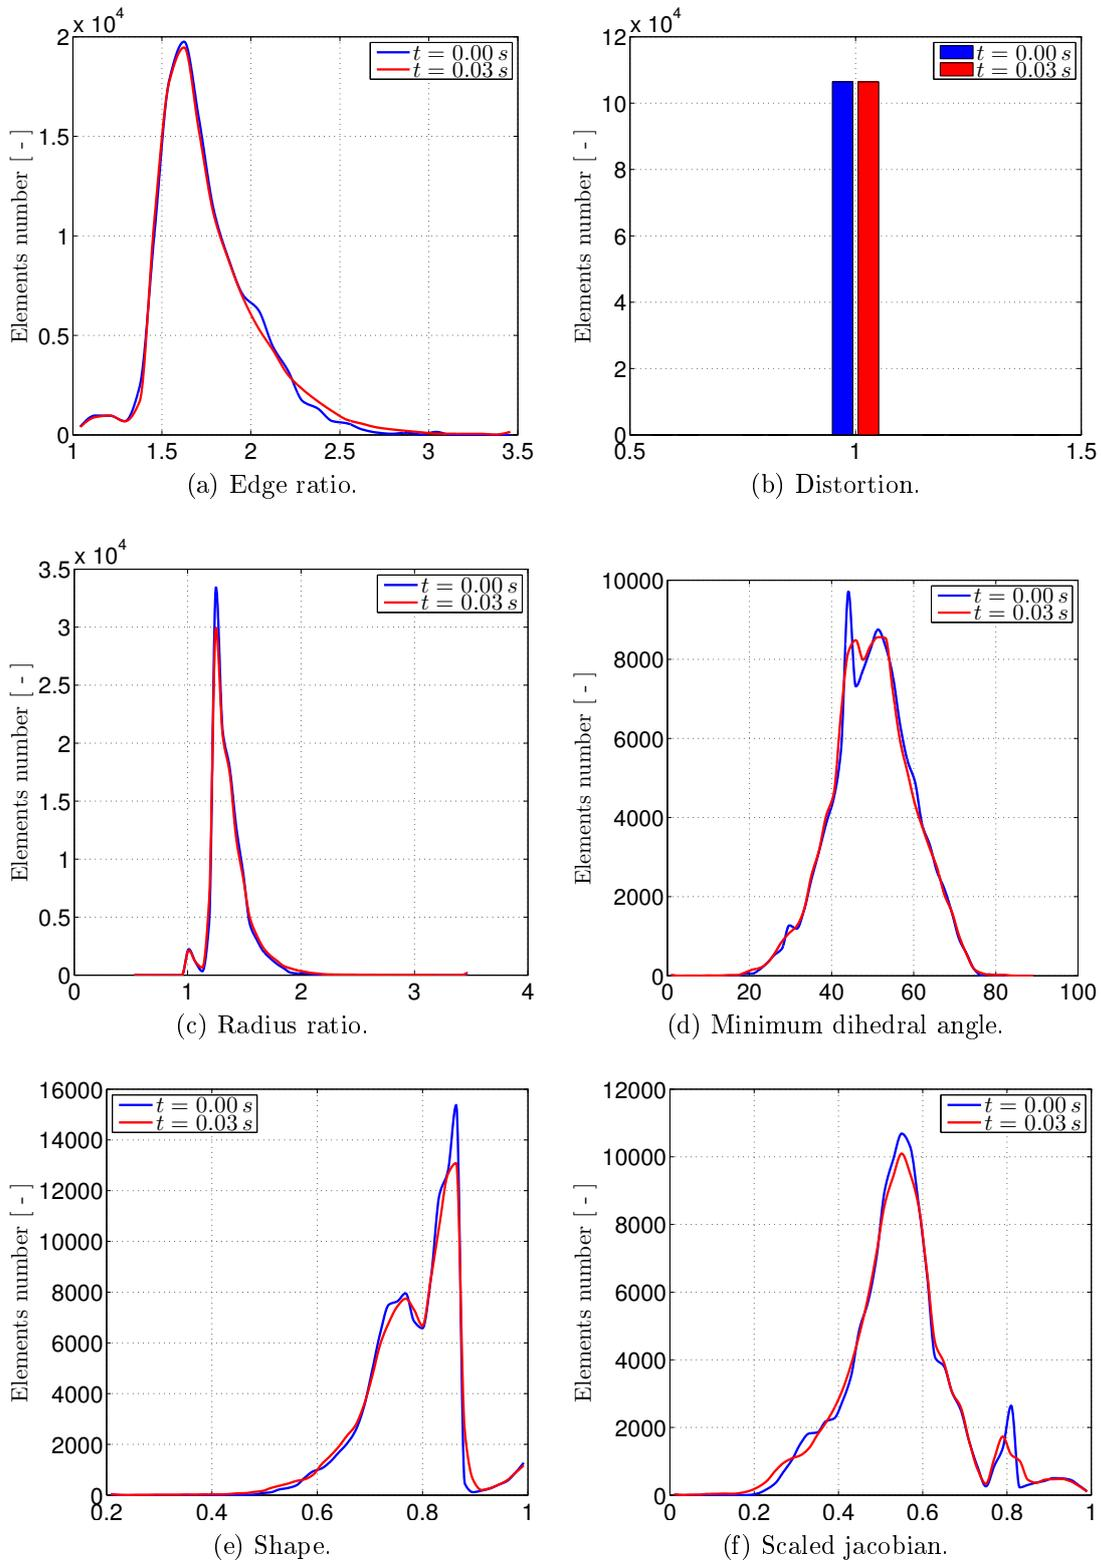 x 10^4
2
1.5
1
0.5
0
1 1.5 2 2.5 3 3.5
Elements number [ - ]
t = 0.00 s
t = 0.03 s
(a) Edge ratio.
x 10^4
12
10
8
6
4
2
0
0.5 1 1.5
Elements number [ - ]
t = 0.00 s
t = 0.03 s
(b) Distortion.
x 10^4
3.5
3
2.5
2
1.5
1
0.5
0
0 1 2 3 4
Elements number [ - ]
t = 0.00 s
t = 0.03 s
(c) Radius ratio.
10000
8000
6000
4000
2000
0
0 20 40 60 80 100
Elements number [ - ]
t = 0.00 s
t = 0.03 s
(d) Minimum dihedral angle.
16000
14000
12000
10000
8000
6000
4000
2000
0
0.2 0.4 0.6 0.8 1
Elements number [ - ]
t = 0.00 s
t = 0.03 s
(e) Shape.
12000
10000
8000
6000
4000
2000
0
0 0.2 0.4 0.6 0.8 1
Elements number [ - ]
t = 0.00 s
t = 0.03 s
(f) Scaled jacobian.